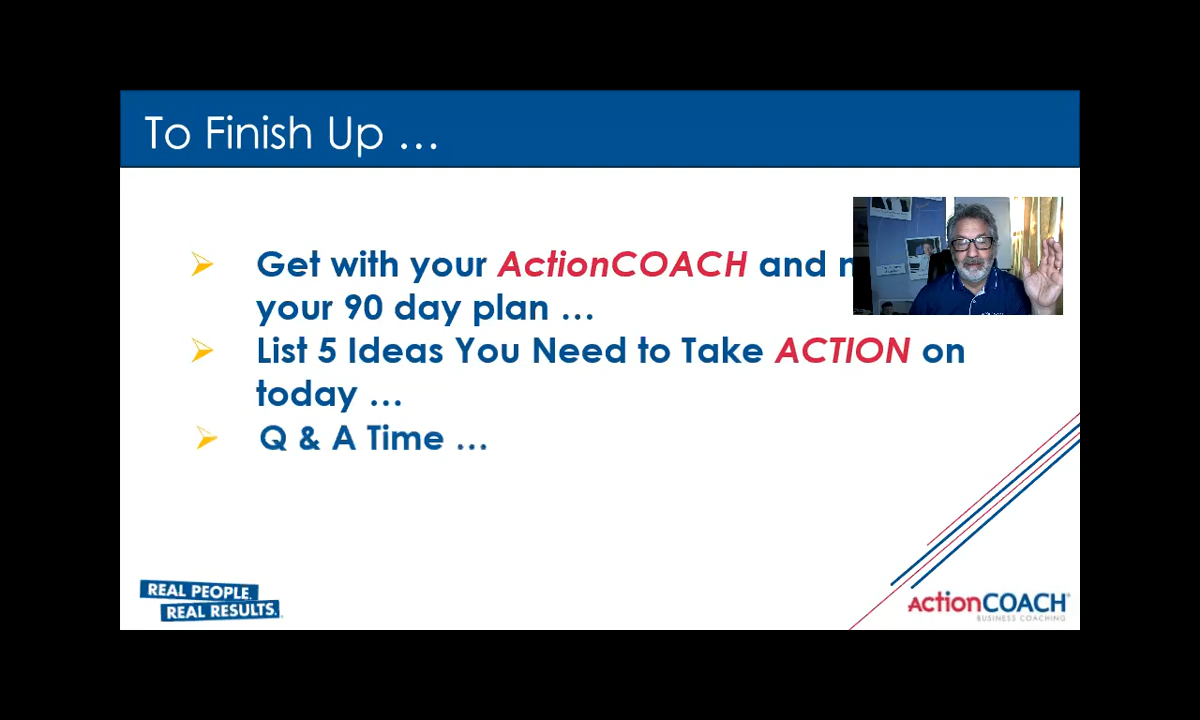 To Finish Up ...
Get with your ActionCOACH and
your 90 day plan ...
List 5 Ideas You Need to Take ACTION on
today ...
Q & A Time ...
REAL PEOPLE.
REAL RESULTS.
ActionCOACH
BUSINESS COACHING